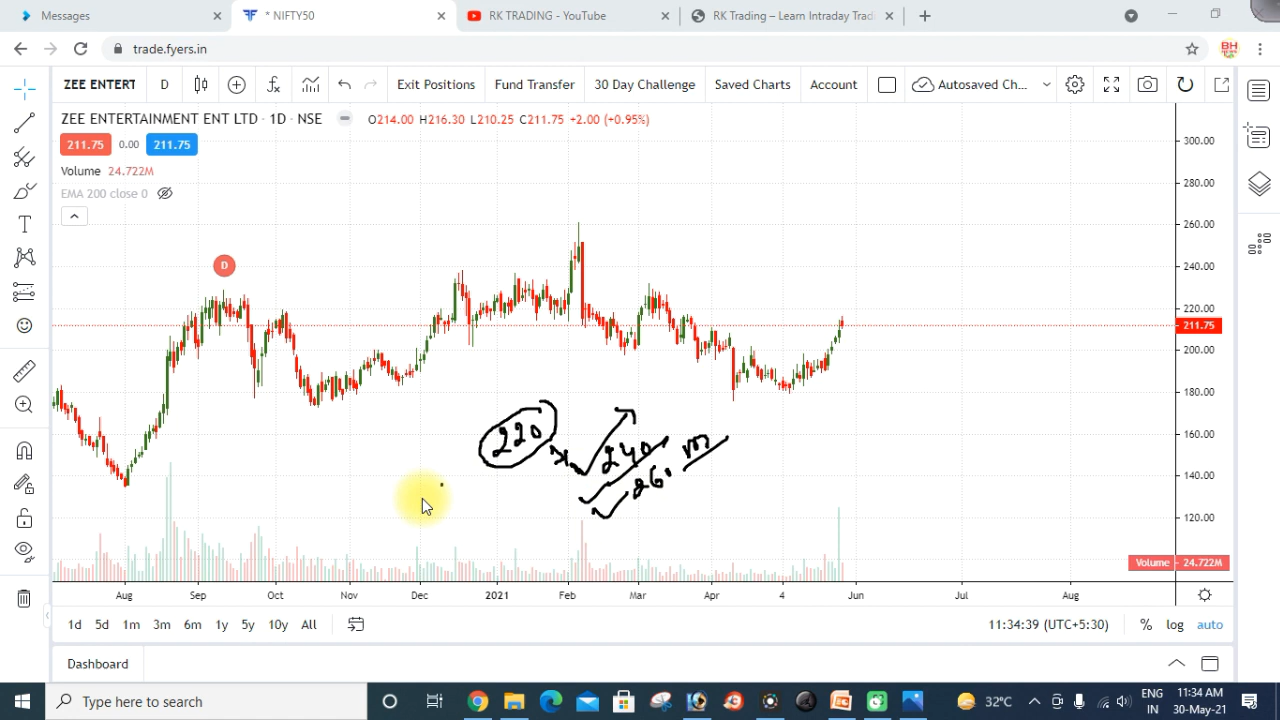 Messages
* NIFTY50
RK TRADING - YouTube
RK Trading – Learn Intraday Trad
trade.fyers.in
BH
ZEE ENTERT
D
Exit Positions
Fund Transfer
30 Day Challenge
Saved Charts
Account
Autosaved Ch...
ZEE ENTERTAINMENT ENT LTD · 1D · NSE
O214.00 H216.30 L210.25 C211.75 +2.00 (+0.95%)
211.75 0.00 211.75
Volume 24.722M
EMA 200 close 0
D
300.00
280.00
260.00
240.00
220.00
211.75
200.00
180.00
160.00
140.00
120.00
220
240
260 m
Volume 24.722M
Aug Sep Oct Nov Dec 2021 Feb Mar Apr 4 Jun Jul Aug
1d 5d 1m 3m 6m 1y 5y 10y All
11:34:39 (UTC+5:30) % log auto
Dashboard
Type here to search
32°C
ENG
IN
11:34 AM
30-May-21